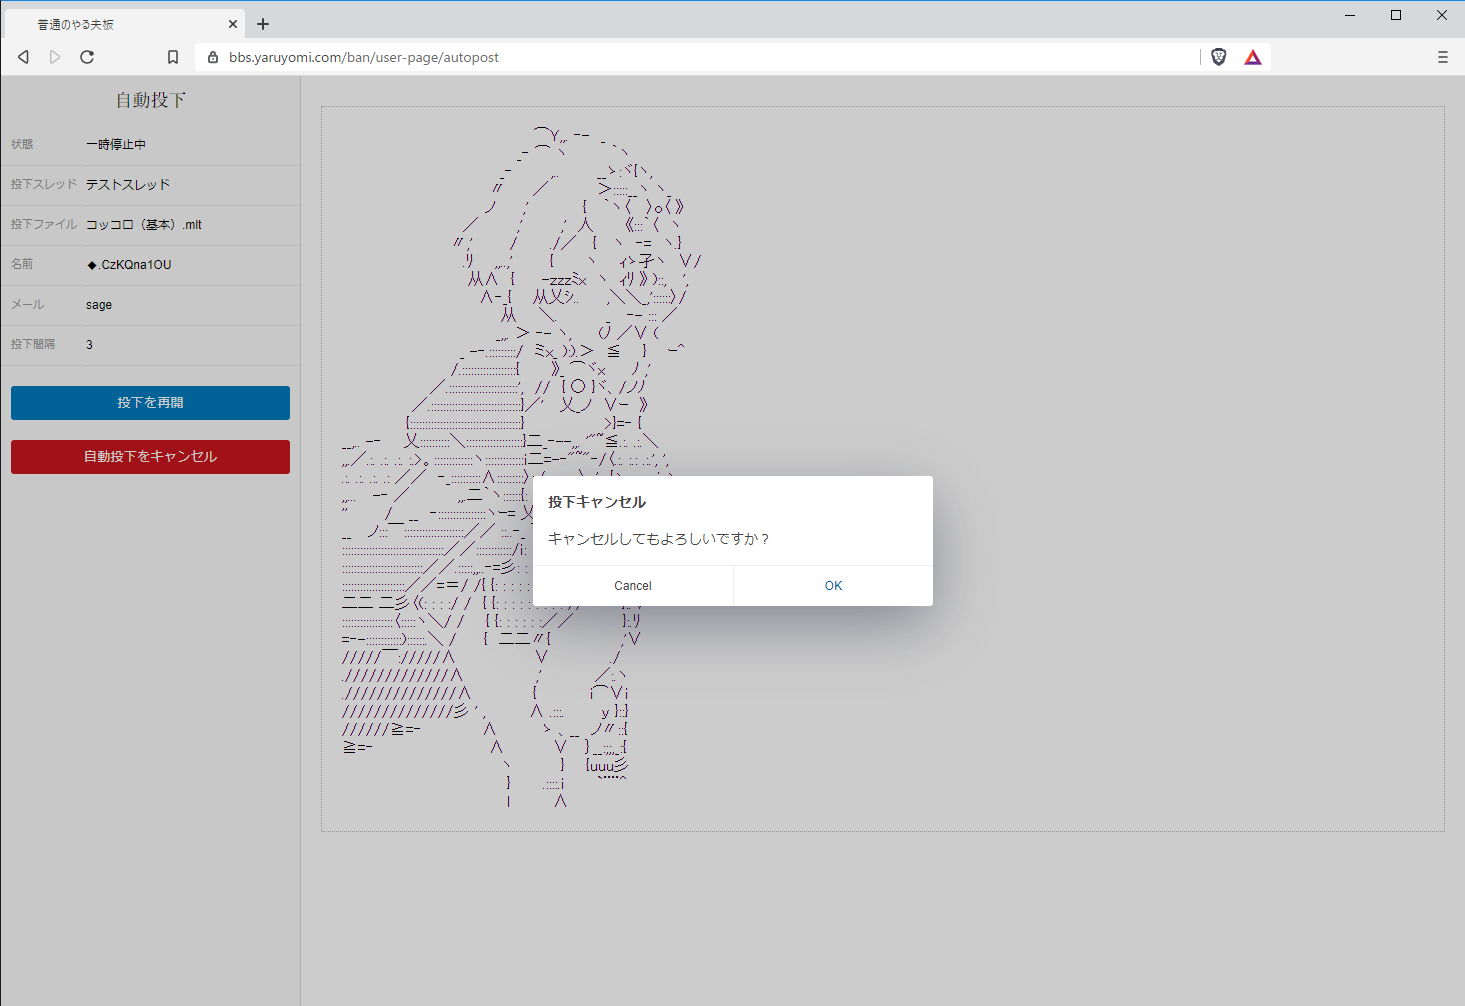 普通のやる夫板
bbs.yaruyomi.com/ban/user-page/autopost
自動投下
状態 一時停止中
投下スレッド テストスレッド
投下ファイル コッコロ（基本）.mlt
名前 ◆.CzKQna1OU
メール sage
投下間隔 3
投下を再開
自動投下をキャンセル
投下キャンセル
キャンセルしてもよろしいですか？
Cancel OK